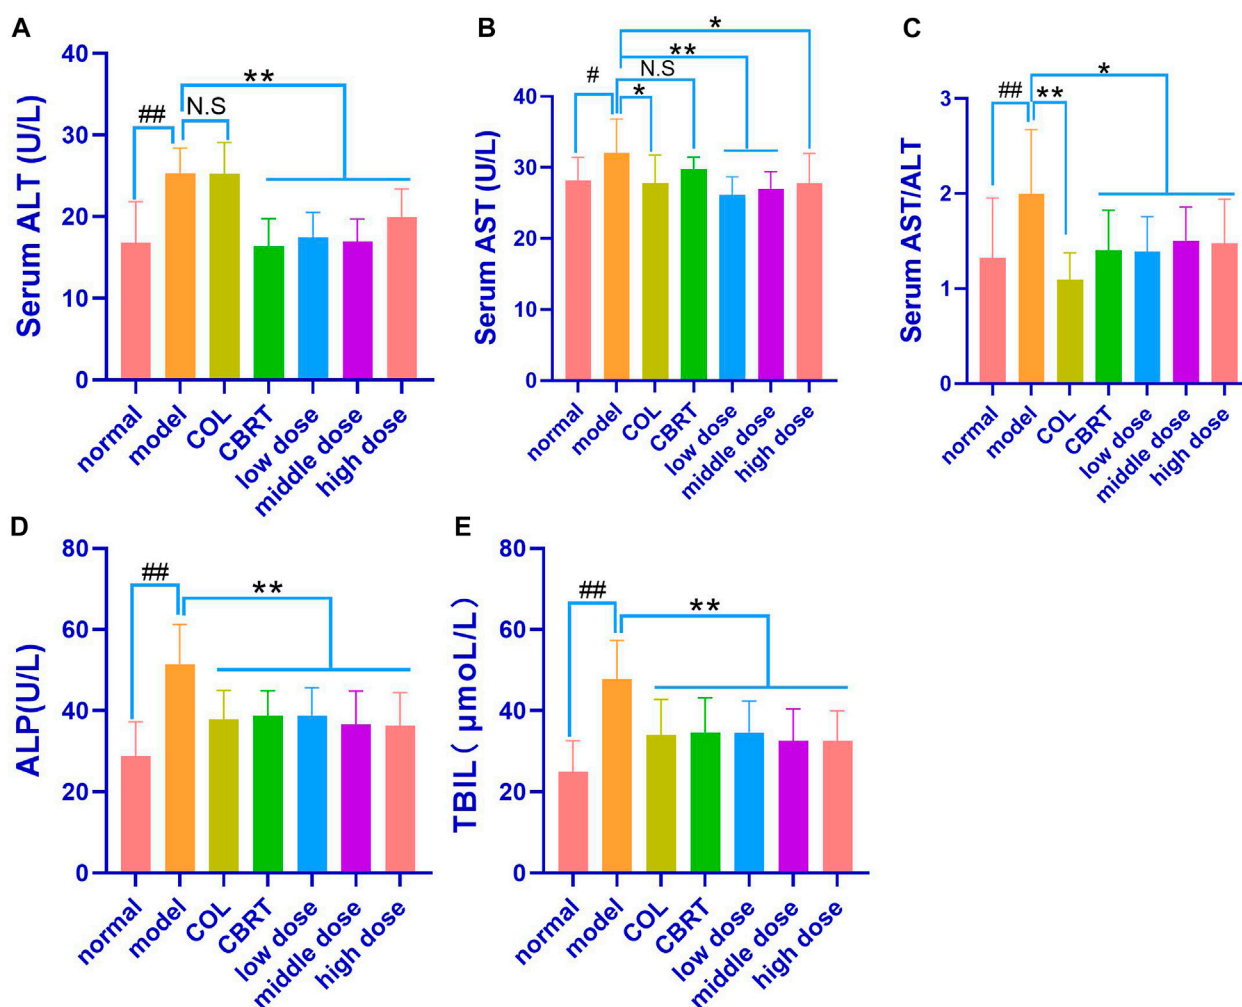 A
Serum ALT (U/L)
40
30
20
10
0
##
N.S
**
normal
model
COL
CBRT
low dose
middle dose
high dose
B
Serum AST (U/L)
40
30
20
10
0
#
*
N.S
**
*
normal
model
COL
CBRT
low dose
middle dose
high dose
C
Serum AST/ALT
3
2
1
0
##
**
*
normal
model
COL
CBRT
low dose
middle dose
high dose
D
ALP(U/L)
80
60
40
20
0
##
**
normal
model
COL
CBRT
low dose
middle dose
high dose
E
TBIL( μmoL/L)
80
60
40
20
0
##
**
normal
model
COL
CBRT
low dose
middle dose
high dose